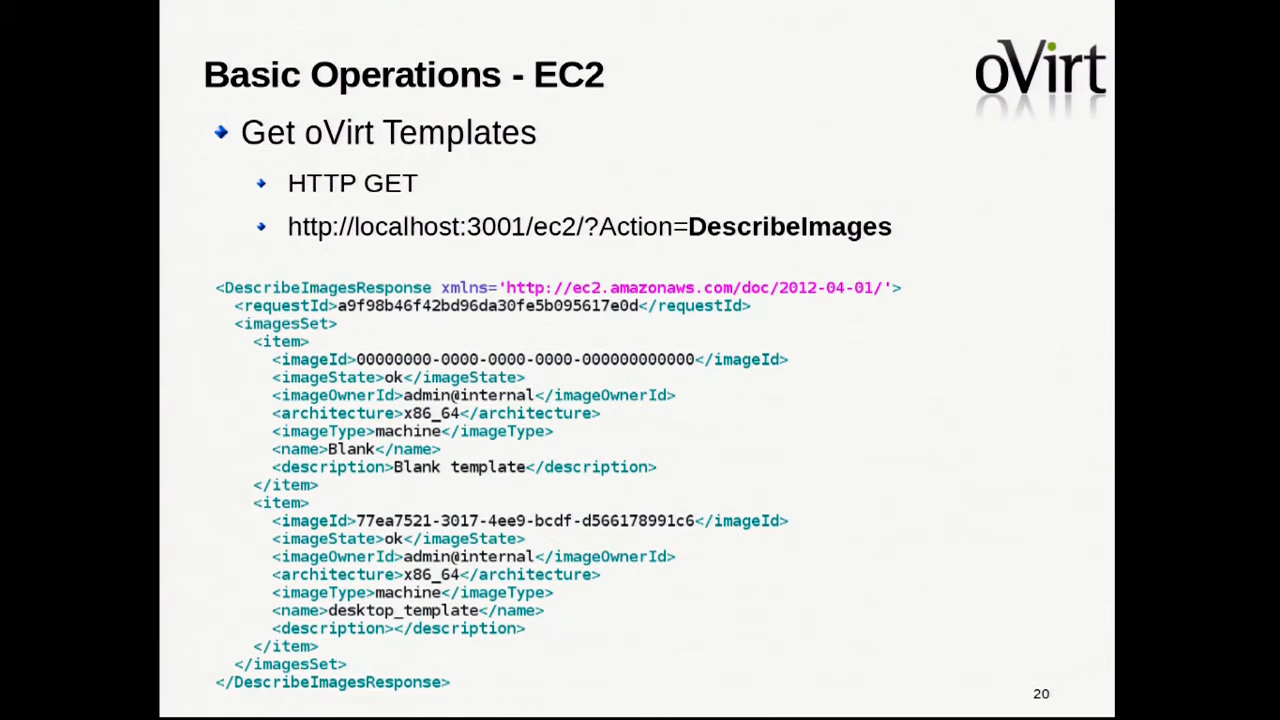 Basic Operations - EC2
oVirt
Get oVirt Templates
HTTP GET
http://localhost:3001/ec2/?Action=DescribeImages
<DescribeImagesResponse xmlns='http://ec2.amazonaws.com/doc/2012-04-01/'>
<requestId>a9f98b46f42bd96da30fe5b095617e0d</requestId>
<imagesSet>
<item>
<imageId>00000000-0000-0000-0000-000000000000</imageId>
<imageState>ok</imageState>
<imageOwnerId>admin@internal</imageOwnerId>
<architecture>x86_64</architecture>
<imageType>machine</imageType>
<name>Blank</name>
<description>Blank template</description>
</item>
<item>
<imageId>77ea7521-3017-4ee9-bcdf-d566178991c6</imageId>
<imageState>ok</imageState>
<imageOwnerId>admin@internal</imageOwnerId>
<architecture>x86_64</architecture>
<imageType>machine</imageType>
<name>desktop_template</name>
<description></description>
</item>
</imagesSet>
</DescribeImagesResponse>
20